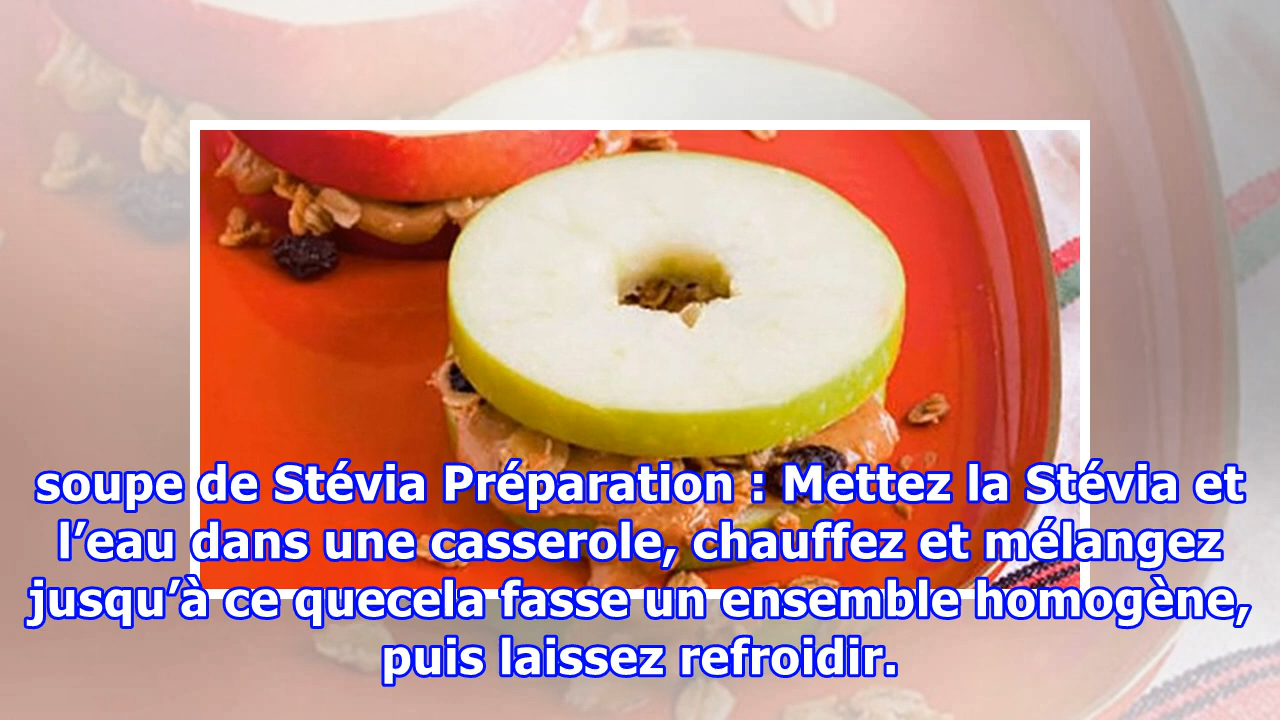 soupe de Stévia Préparation : Mettez la Stévia et
l’eau dans une casserole, chauffez et mélangez
jusqu’à ce quecela fasse un ensemble homogène,
puis laissez refroidir.